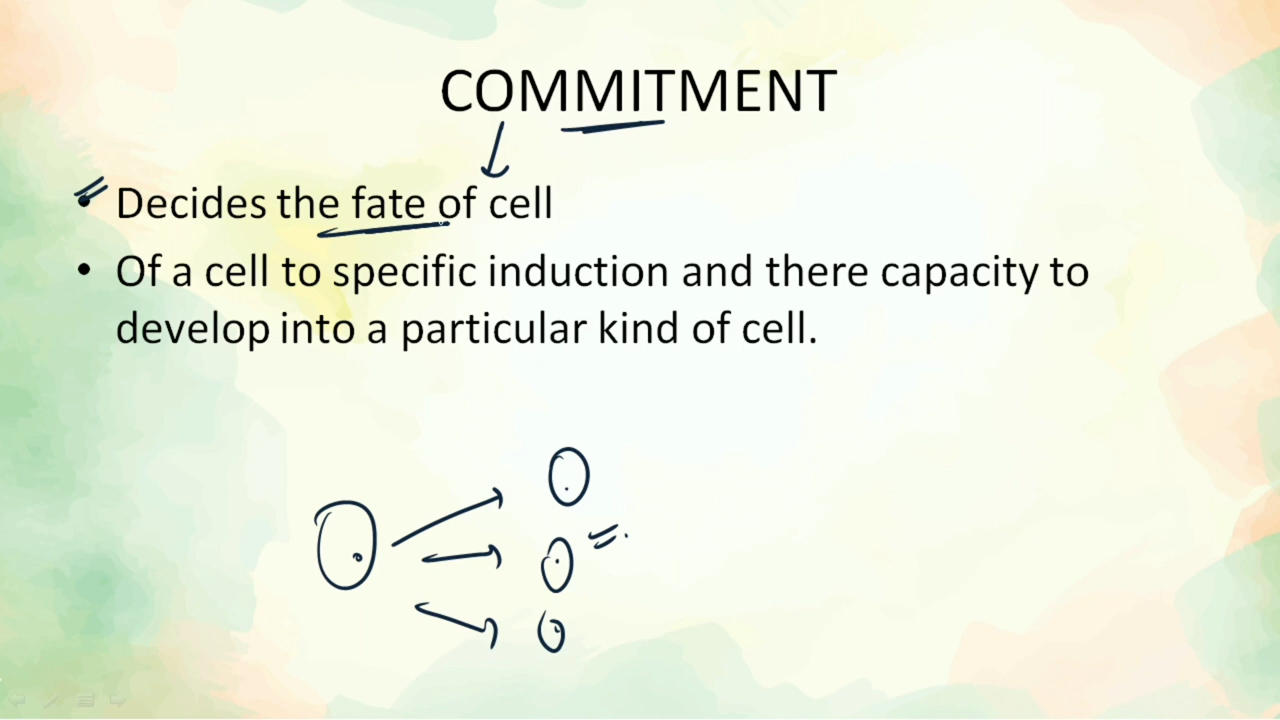 COMMITMENT
• Decides the fate of cell
• Of a cell to specific induction and there capacity to
develop into a particular kind of cell.